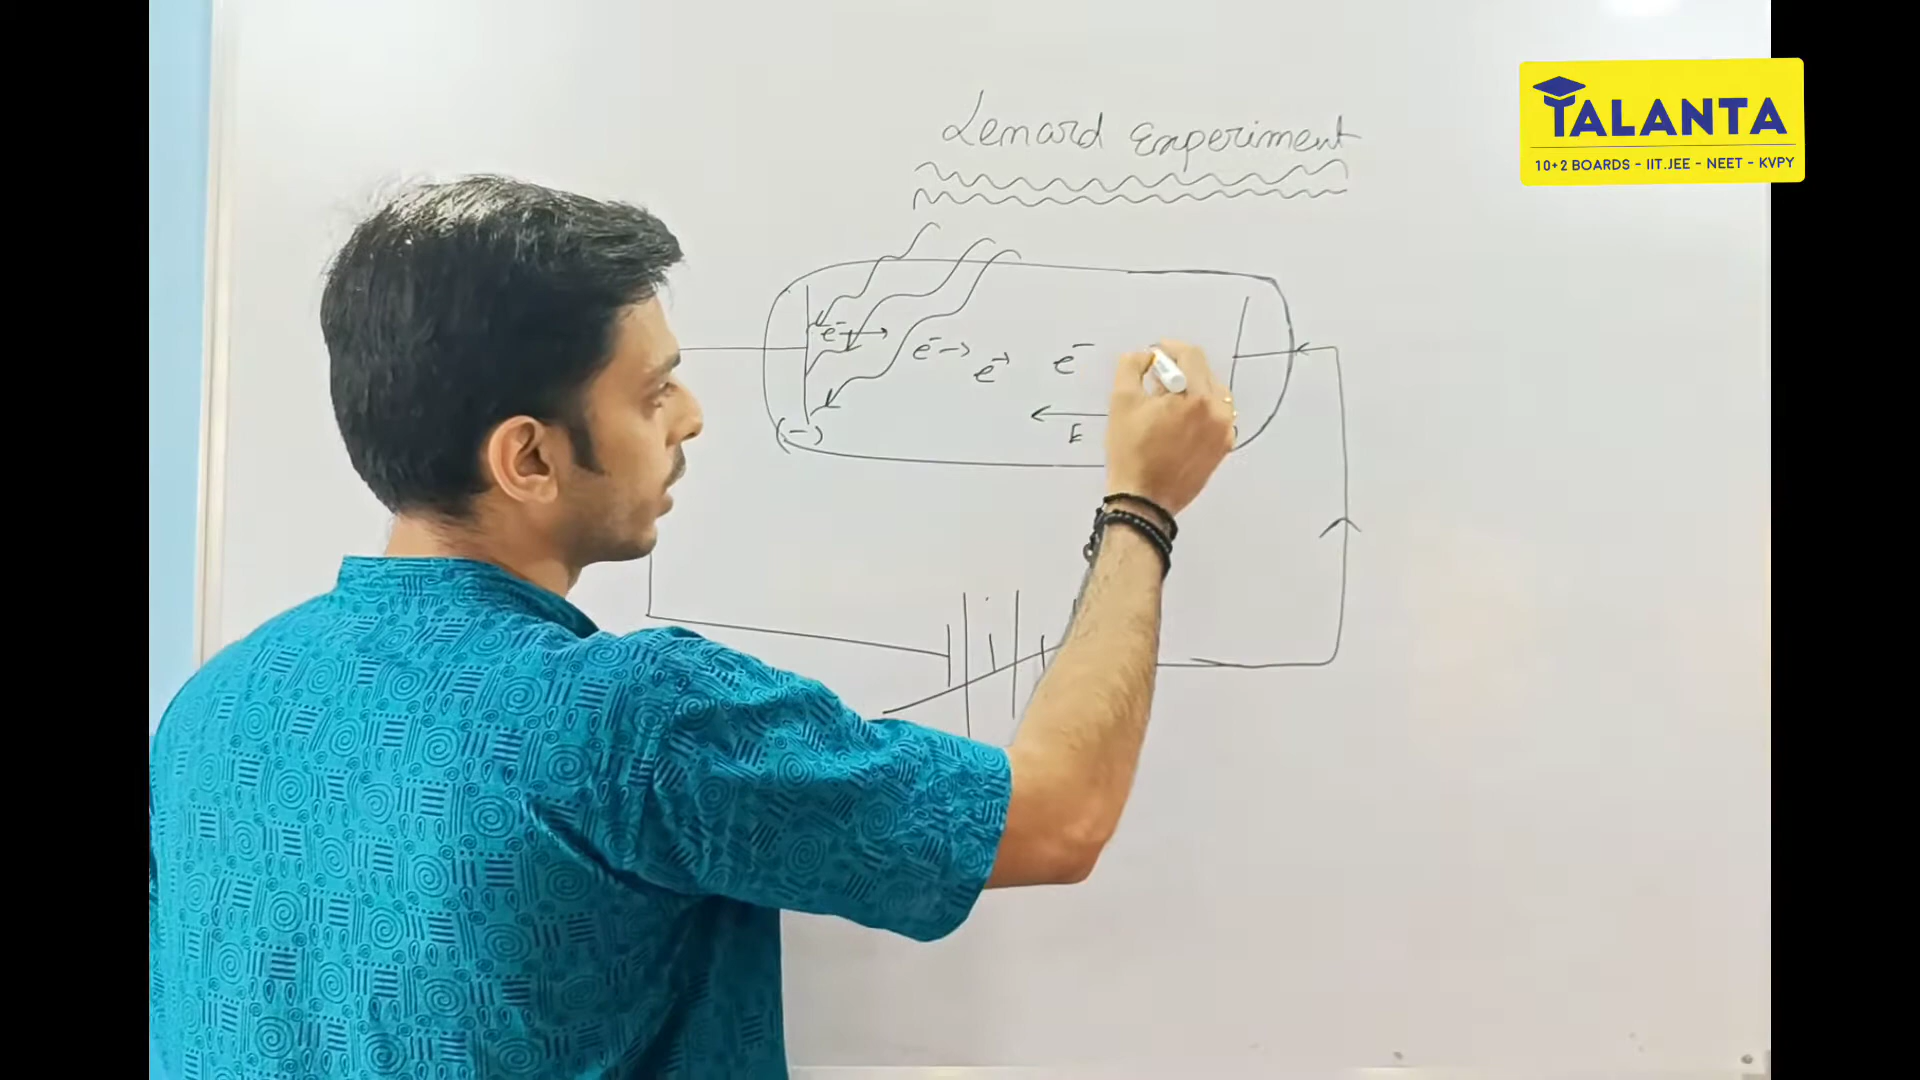 TALANTA
10+2 BOARDS - IIT.JEE - NEET - KVPY
Lenard Experiment
e-
e-
e-
e-
(-)
E